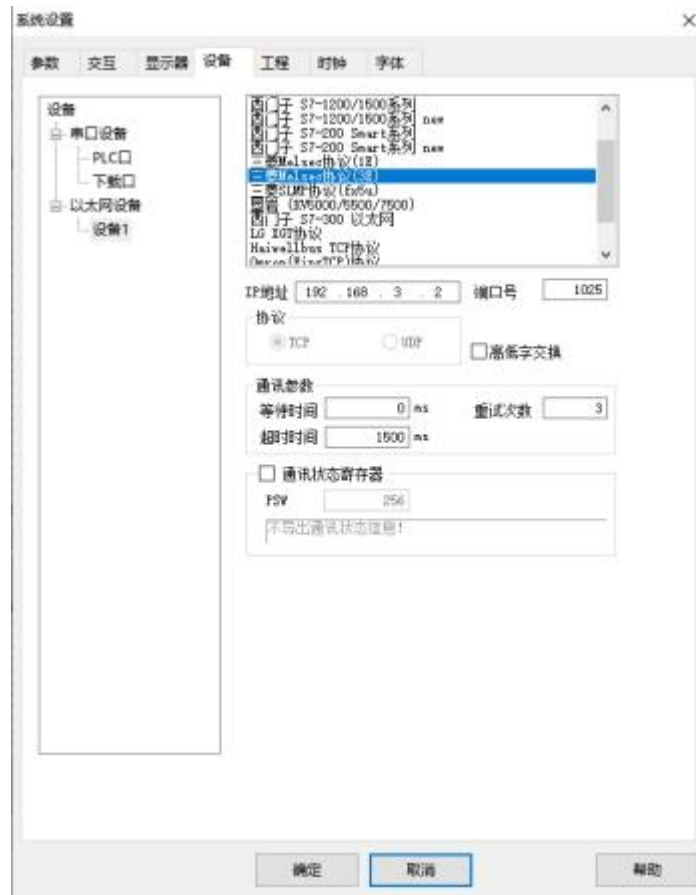 系统设置
参数 交互 显示器 设备 工程 时钟 字体
设备
串口设备
PLC口
下载口
以太网设备
设备1
西门子 S7-1200/1500系列
西门子 S7-1200/1500系列 new
西门子 S7-200 Smart系列
西门子 S7-200 Smart系列 new
三菱Melsec协议(1E)
三菱Melsec协议(3E)
三菱SLMP协议(fx5u)
基恩 (KV5000/5500/7500)
西门子 S7-300 以太网
LG XGT协议
Haiwellbus TCP协议
Omron(FinsTCP)协议
IP地址 192 .168 . 3 . 2 端口号 1025
协议
TCP UDP
高低字交换
通讯参数
等待时间 0 ms 重试次数 3
超时时间 1500 ms
通讯状态寄存器
PSW 256
不导出通讯状态信息!
确定 取消 帮助